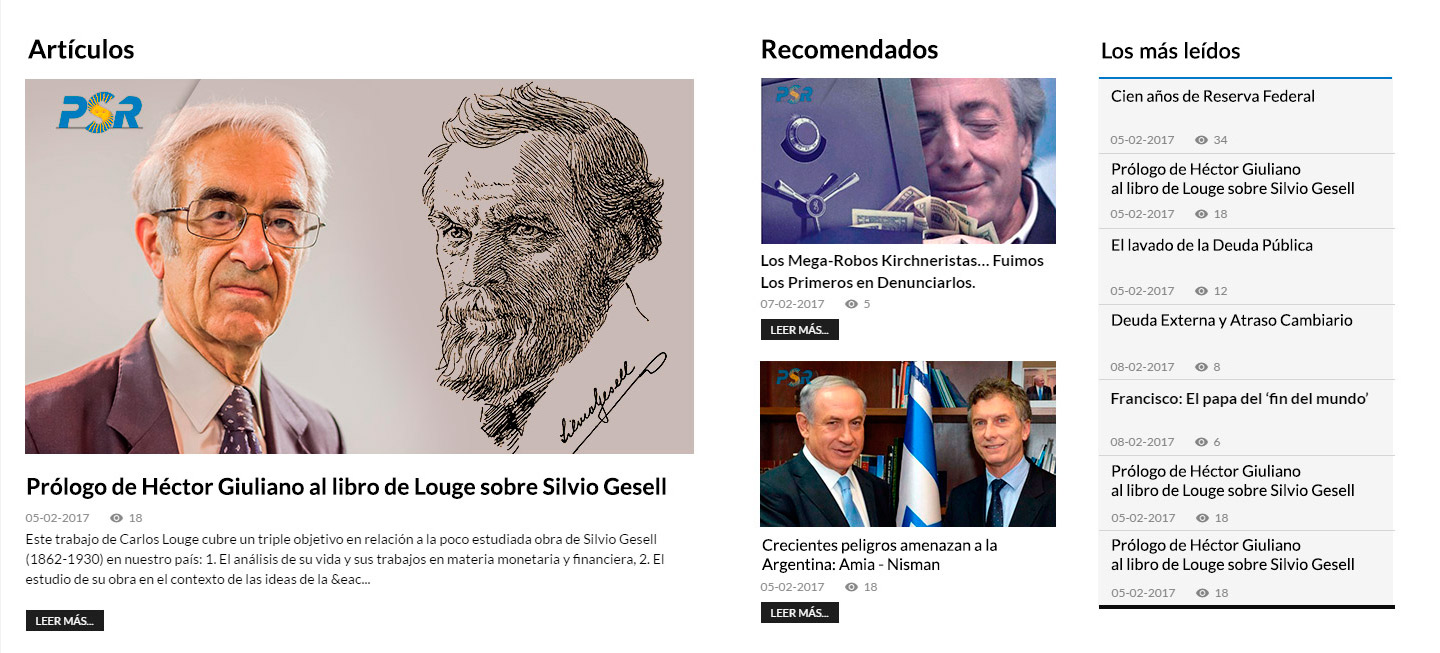 Artículos
PSR
Silvio Gesell
Prólogo de Héctor Giuliano al libro de Louge sobre Silvio Gesell
05-02-2017 18
Este trabajo de Carlos Louge cubre un triple objetivo en relación a la poco estudiada obra de Silvio Gesell
(1862-1930) en nuestro país: 1. El análisis de su vida y sus trabajos en materia monetaria y financiera, 2. El
estudio de su obra en el contexto de las ideas de la &eac...
LEER MÁS...
Recomendados
PSR
Los Mega-Robos Kirchneristas... Fuimos
Los Primeros en Denunciarlos.
07-02-2017 5
LEER MÁS...
PSR
Crecientes peligros amenazan a la
Argentina: Amia - Nisman
05-02-2017 18
LEER MÁS...
Los más leídos
Cien años de Reserva Federal
05-02-2017 34
Prólogo de Héctor Giuliano
al libro de Louge sobre Silvio Gesell
05-02-2017 18
El lavado de la Deuda Pública
05-02-2017 12
Deuda Externa y Atraso Cambiario
08-02-2017 8
Francisco: El papa del ‘fin del mundo’
08-02-2017 6
Prólogo de Héctor Giuliano
al libro de Louge sobre Silvio Gesell
05-02-2017 18
Prólogo de Héctor Giuliano
al libro de Louge sobre Silvio Gesell
05-02-2017 18